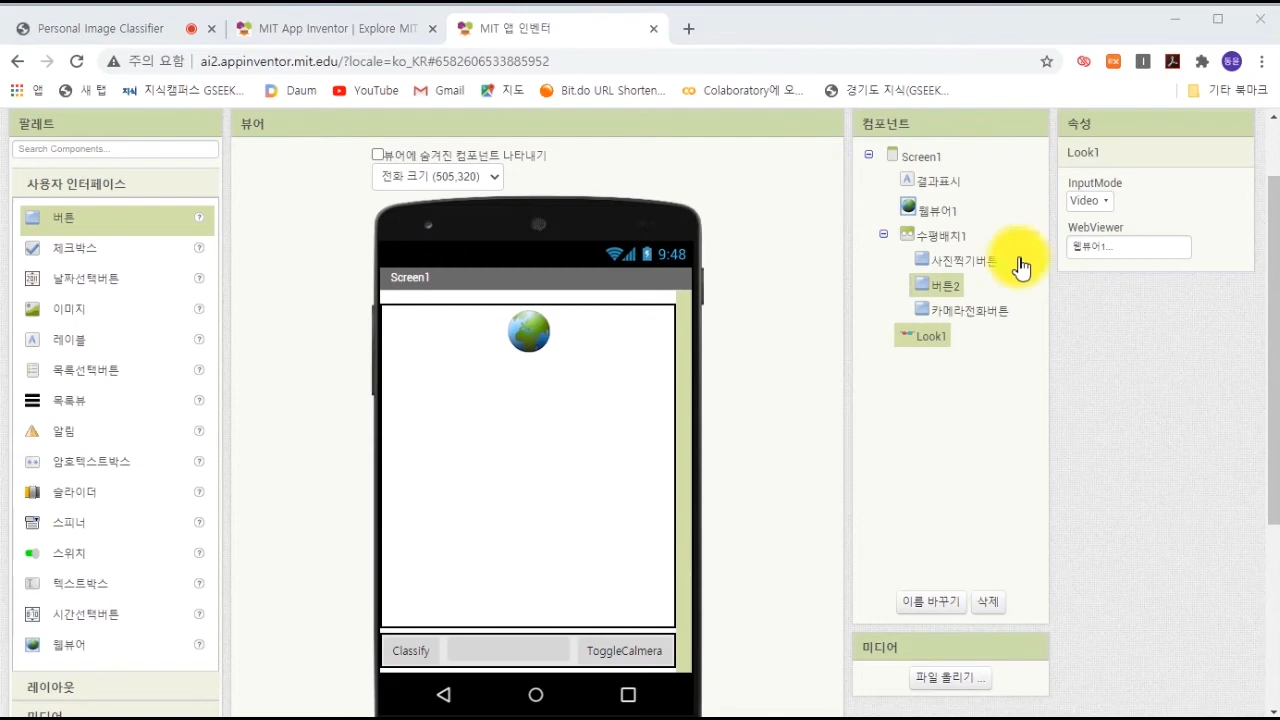 Personal Image Classifier
MIT App Inventor | Explore MIT
MIT 앱 인벤터
주의 요함 | ai2.appinventor.mit.edu/?locale=ko_KR#6582606533885952
앱
새 탭
지식캠퍼스 GSEEK...
Daum
YouTube
Gmail
지도
Bit.do URL Shorten...
Colaboratory에 오...
경기도 지식(GSEEK...
기타 북마크
팔레트
Search Components...
사용자 인터페이스
버튼
체크박스
날짜선택버튼
이미지
레이블
목록선택버튼
목록뷰
알림
암호텍스트박스
슬라이더
스피너
스위치
텍스트박스
시간선택버튼
웹뷰어
레이아웃
미디어
뷰어
뷰어에 숨겨진 컴포넌트 나타내기
전화 크기 (505,320)
9:48
Screen1
Classify
ToggleCalmera
컴포넌트
Screen1
결과표시
웹뷰어1
수평배치1
사진찍기버튼
버튼2
카메라전화버튼
Look1
이름 바꾸기
삭제
미디어
파일 올리기 ...
속성
Look1
InputMode
Video
WebViewer
웹뷰어1...